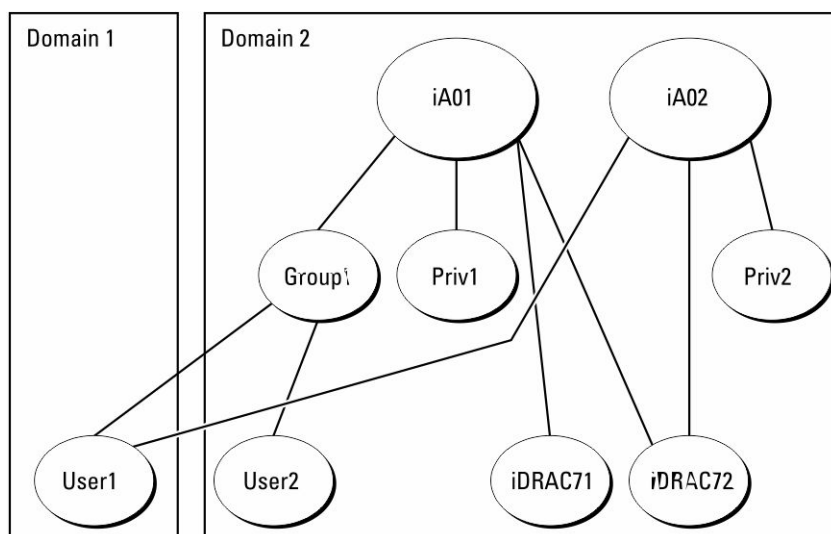 Domain 1
Domain 2
iA01
iA02
Group1
Priv1
Priv2
User1
User2
iDRAC71
iDRAC72